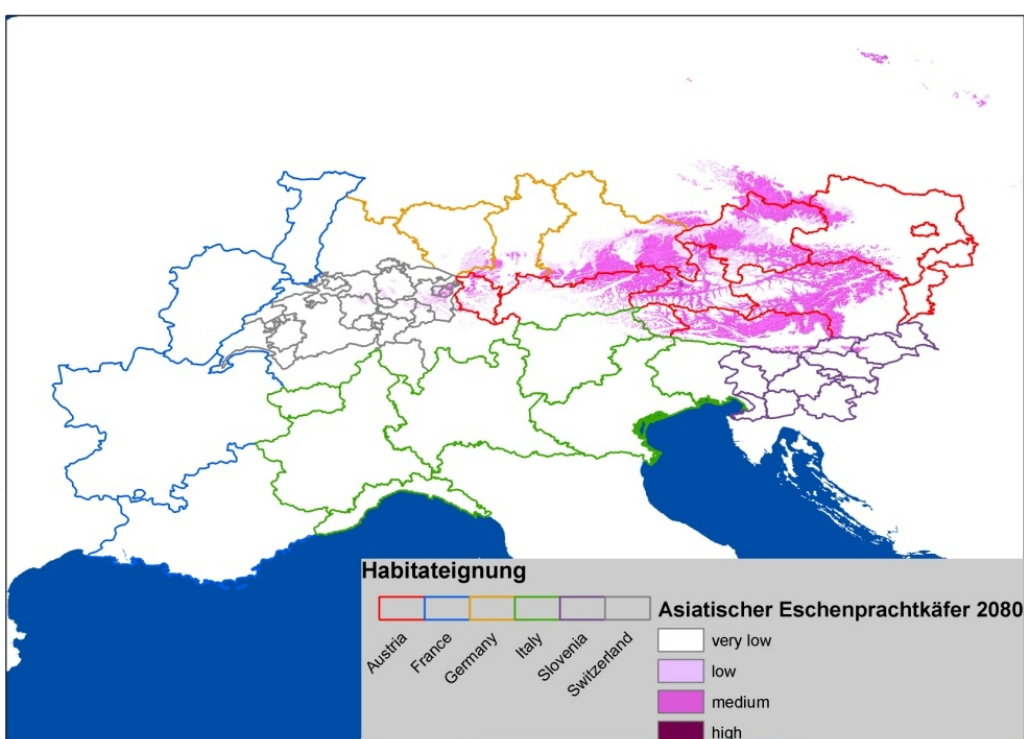 Habitateignung
Austria
France
Germany
Italy
Slovenia
Switzerland
Asiatischer Eschenprachtkäfer 2080
very low
low
medium
high